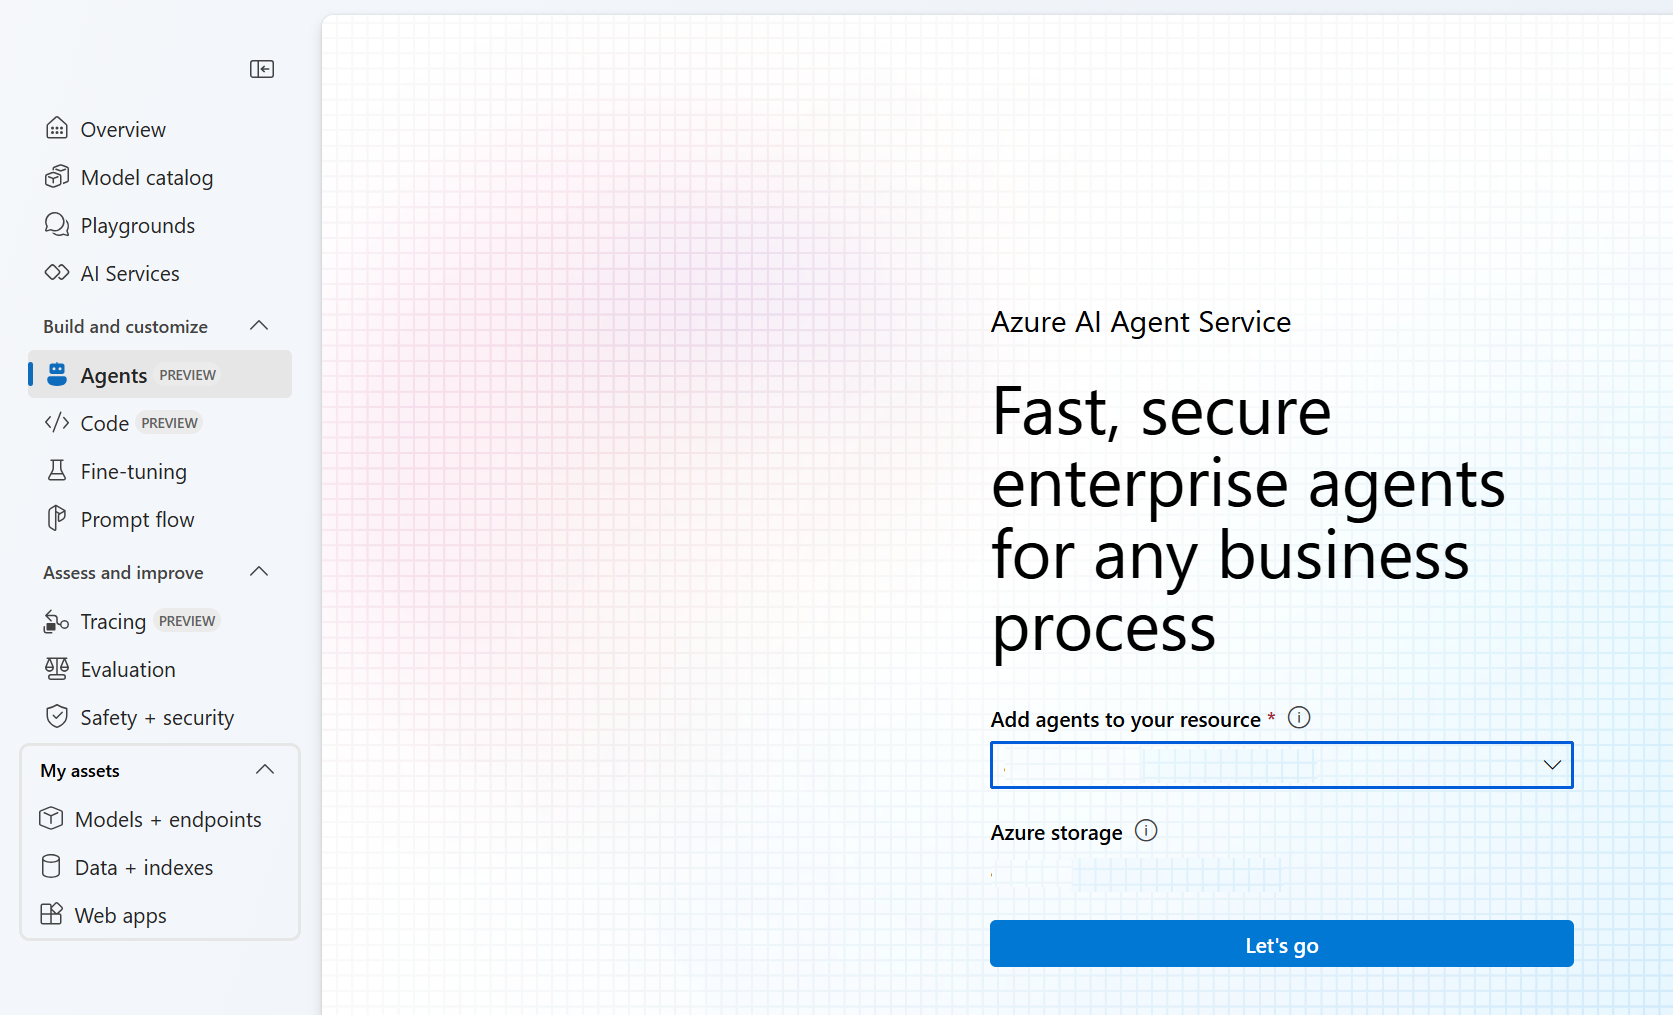 Overview
Model catalog
Playgrounds
AI Services
Build and customize
Agents PREVIEW
Code PREVIEW
Fine-tuning
Prompt flow
Assess and improve
Tracing PREVIEW
Evaluation
Safety + security
My assets
Models + endpoints
Data + indexes
Web apps
Azure AI Agent Service
Fast, secure
enterprise agents
for any business
process
Add agents to your resource *
Azure storage
Let's go